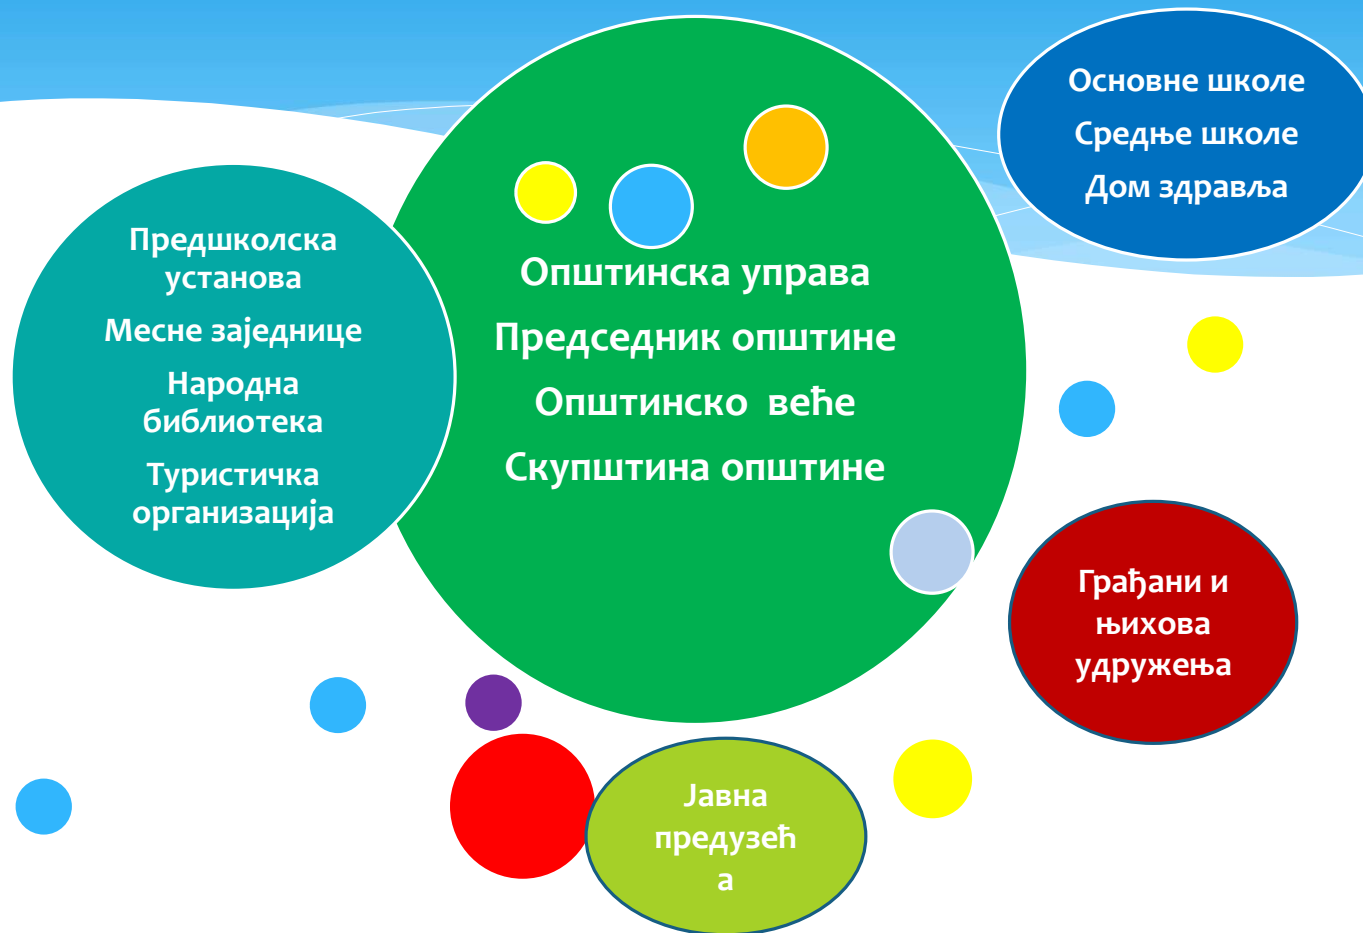 Основне школе
Средње школе
Дом здравља
Предшколска
установа
Месне заједнице
Народна
библиотека
Туристичка
организација
Општинска управа
Председник општине
Општинско  веће
Скупштина општине
Грађани и
њихова
удружења
Јавна
предузећ
а